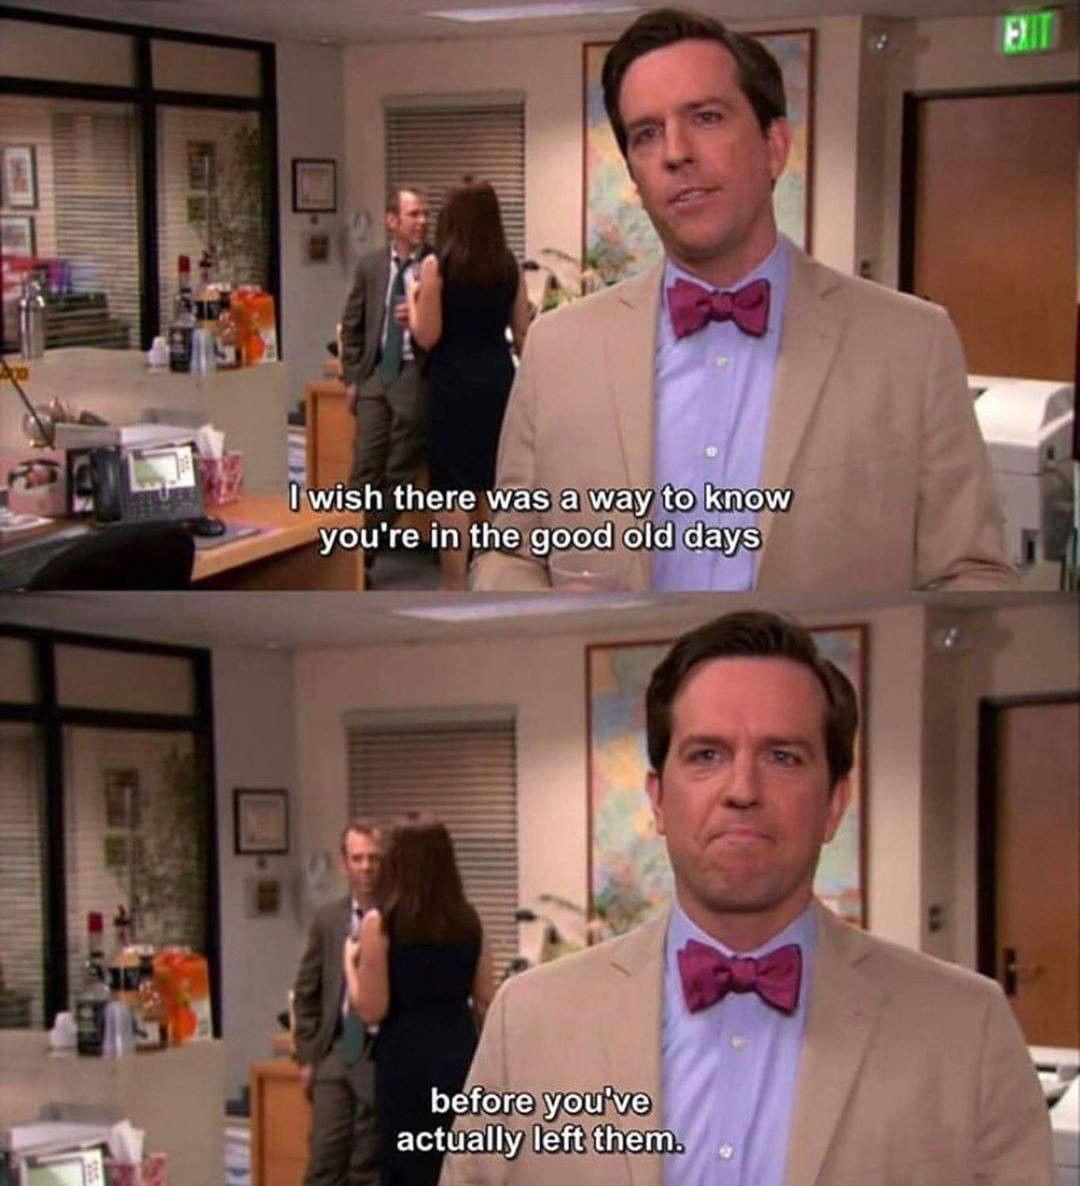 EXIT
I wish there was a way to know
you're in the good old days
before you've
actually left them.